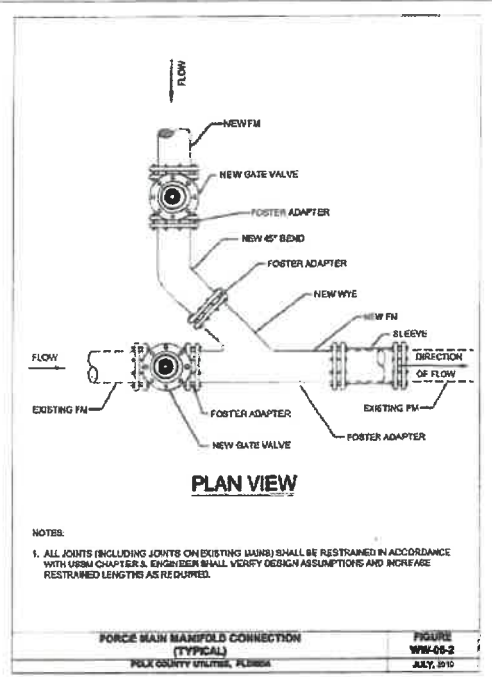 FLOW
NEW FM
NEW GATE VALVE
FOSTER ADAPTER
NEW 45° BEND
FOSTER ADAPTER
NEW WYE
NEW FM
SLEEVE
FLOW
DIRECTION
OF FLOW
EXISTING FM
FOSTER ADAPTER
EXISTING FM
NEW GATE VALVE
FOSTER ADAPTER
PLAN VIEW
NOTES:
1. ALL JOINTS (INCLUDING JOINTS ON EXISTING MAINS) SHALL BE RESTRAINED IN ACCORDANCE
WITH USSM CHAPTER 3. ENGINEER SHALL VERIFY DESIGN ASSUMPTIONS AND INCREASE
RESTRAINED LENGTHS AS REQUIRED.
FORCE MAIN MANIFOLD CONNECTION
(TYPICAL)
POLK COUNTY UTILITIES, FLORIDA
FIGURE
WW-06-2
JULY, 2010